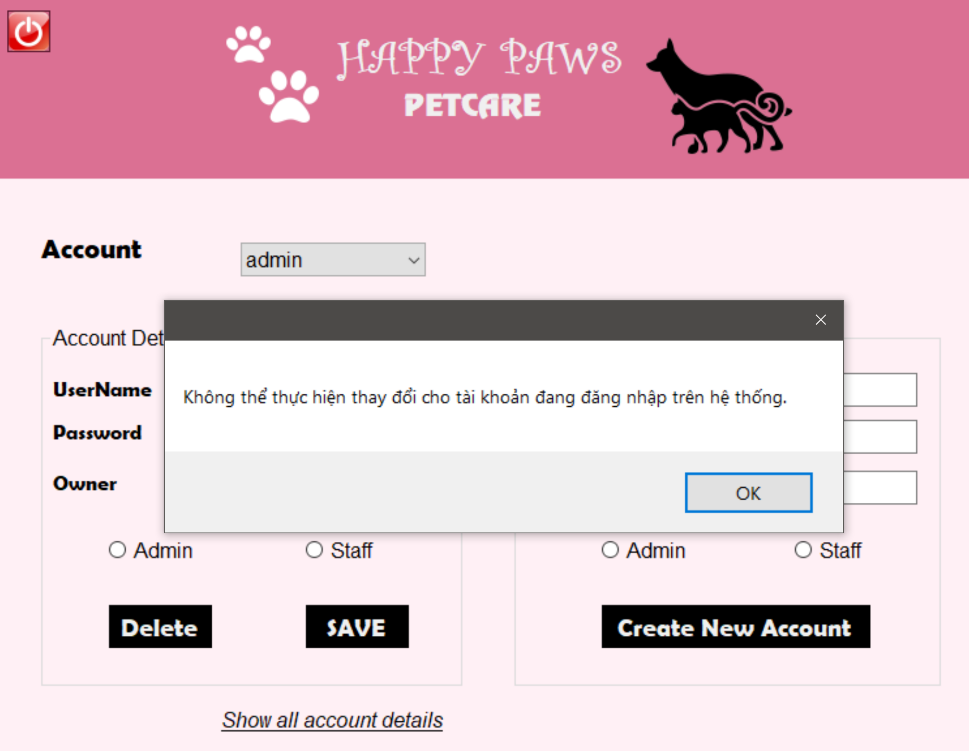 HAPPY PAWS
PETCARE
Account
admin
Account Det
Không thể thực hiện thay đổi cho tài khoản đang đăng nhập trên hệ thống.
OK
UserName
Password
Owner
Admin Staff
Admin Staff
Delete SAVE
Create New Account
Show all account details